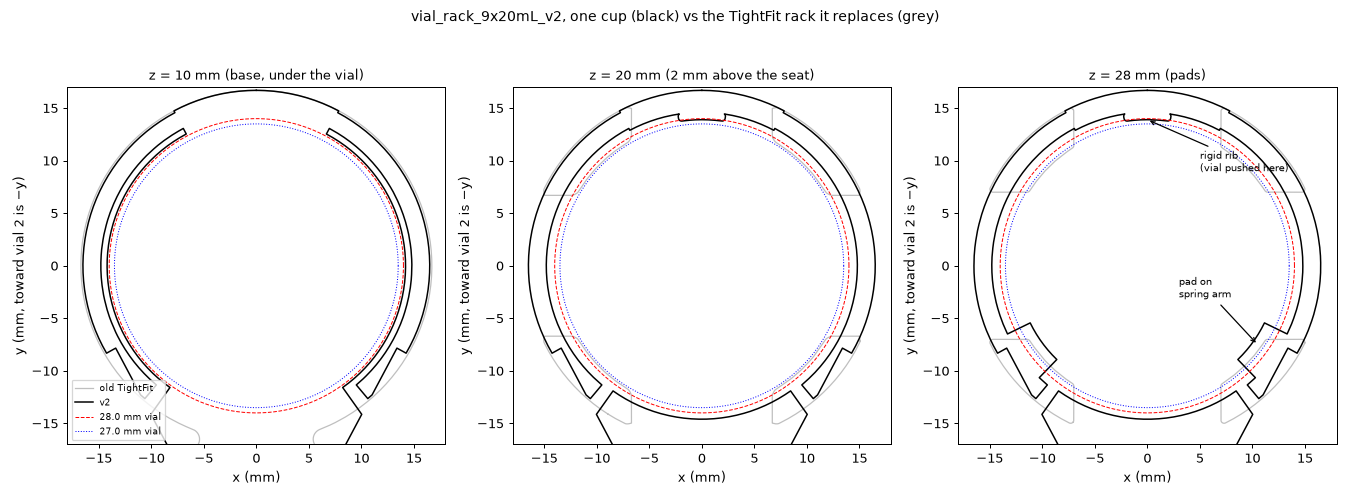 vial_rack_9x20mL_v2, one cup (black) vs the TightFit rack it replaces (grey)
z = 10 mm (base, under the vial)
15
10
5
0
−5
−10
−15
−15
−10
−5
0
5
10
15
y (mm, toward vial 2 is −y)
x (mm)
old TightFit
v2
28.0 mm vial
27.0 mm vial
z = 20 mm (2 mm above the seat)
15
10
5
0
−5
−10
−15
−15
−10
−5
0
5
10
15
y (mm, toward vial 2 is −y)
x (mm)
z = 28 mm (pads)
15
10
5
0
−5
−10
−15
−15
−10
−5
0
5
10
15
y (mm, toward vial 2 is −y)
x (mm)
rigid rib
(vial pushed here)
pad on
spring arm